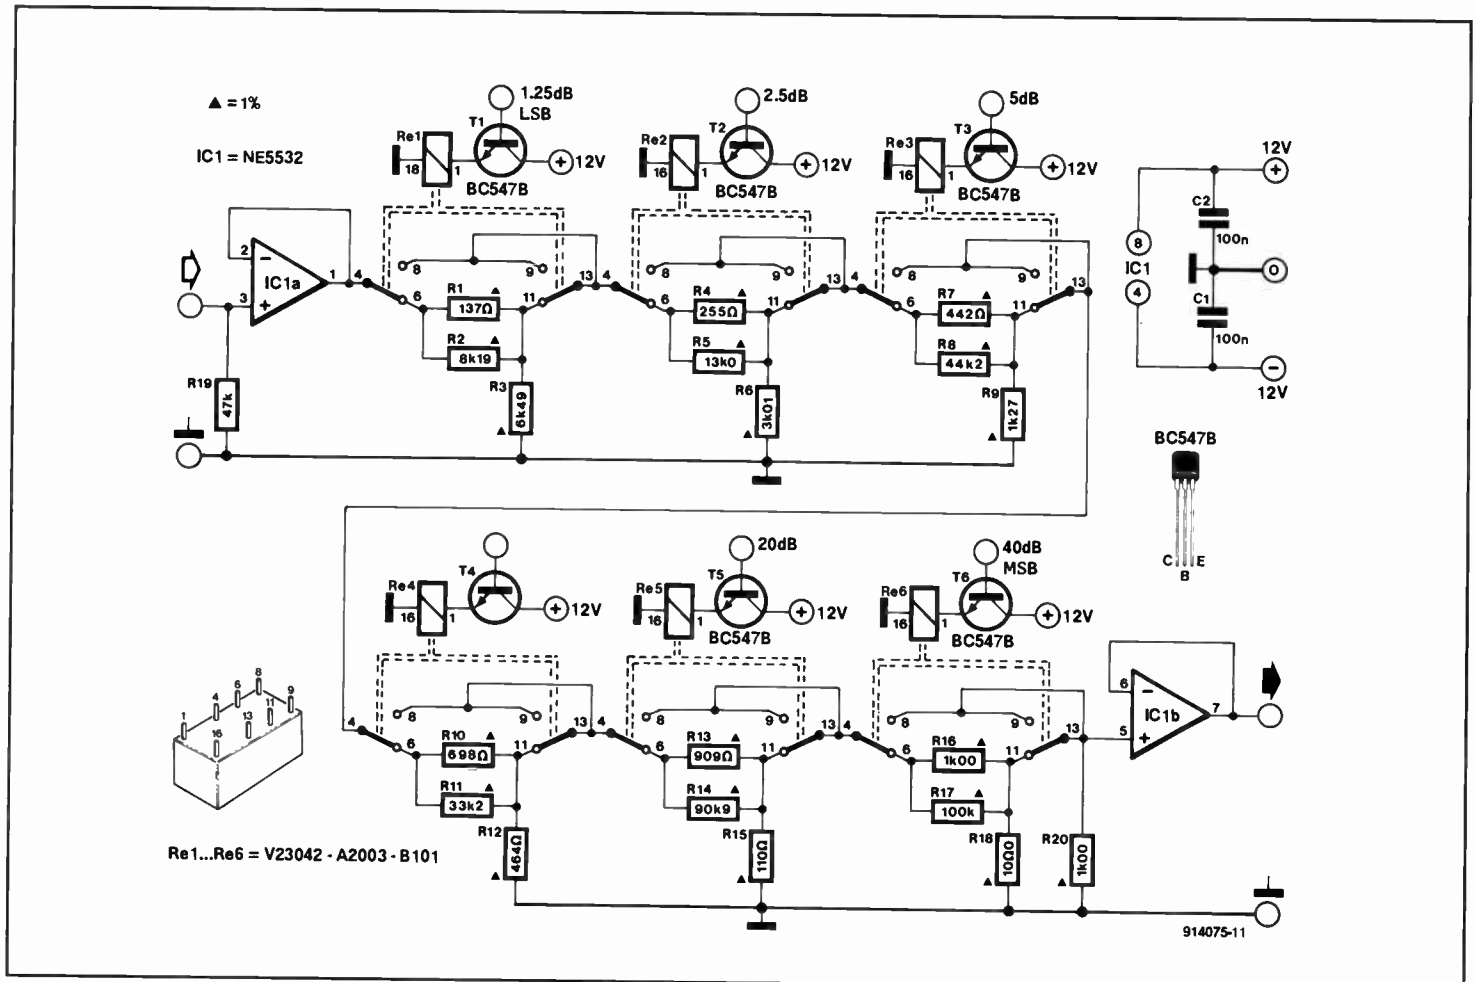 ▲ = 1%
IC1 = NE5532
1.25dB
LSB
T1
Re1
18
1
+
12V
BC547B
2.5dB
T2
Re2
16
1
+
12V
BC547B
5dB
T3
Re3
16
1
+
12V
BC547B
2
−
IC1a
3
+
1
4
8
9
13
6
11
R1
137Ω
R2
8k19
R3
6k49
4
8
9
13
6
11
R4
255Ω
R5
13k0
R6
3k01
4
8
9
13
6
11
R7
442Ω
R8
44k2
R9
1k27
R19
47k
12V
+
C2
100n
8
IC1
4
0
C1
100n
−
12V
BC547B
C
B
E
T4
Re4
16
1
+
12V
20dB
T5
Re5
16
1
+
12V
BC547B
40dB
MSB
T6
Re6
16
1
+
12V
BC547B
4
8
9
13
6
11
R10
698Ω
R11
33k2
R12
464Ω
4
8
9
13
6
11
R13
909Ω
R14
90k9
R15
110Ω
4
8
9
13
6
11
R16
1k00
R17
100k
R18
10Ω0
R20
1k00
6
−
IC1b
5
+
7
1
4
6
8
9
16
13
11
Re1...Re6 = V23042 - A2003 - B101
914075-11